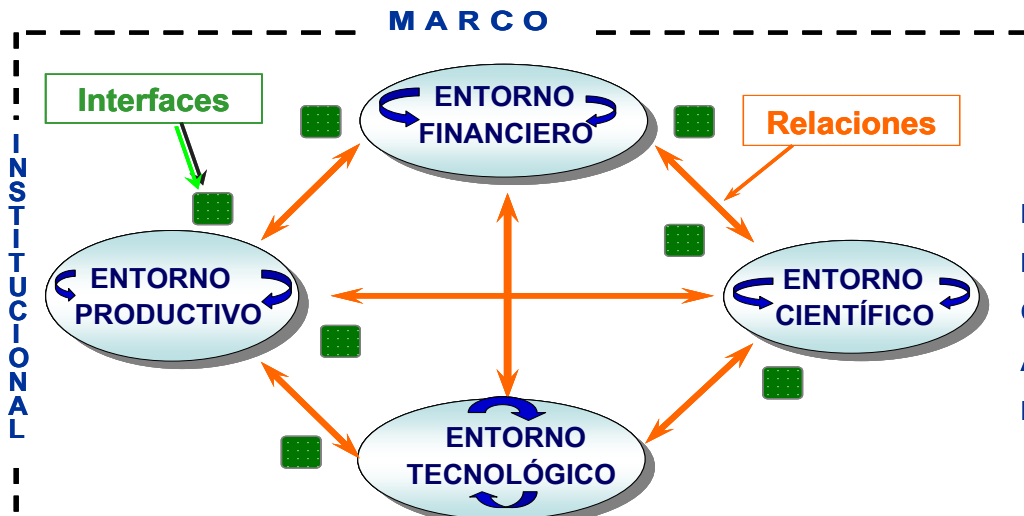 MARCO
Interfaces
ENTORNO
FINANCIERO
Relaciones
INSTITUCIONAL
ENTORNO
PRODUCTIVO
ENTORNO
CIENTÍFICO
ENTORNO
TECNOLÓGICO